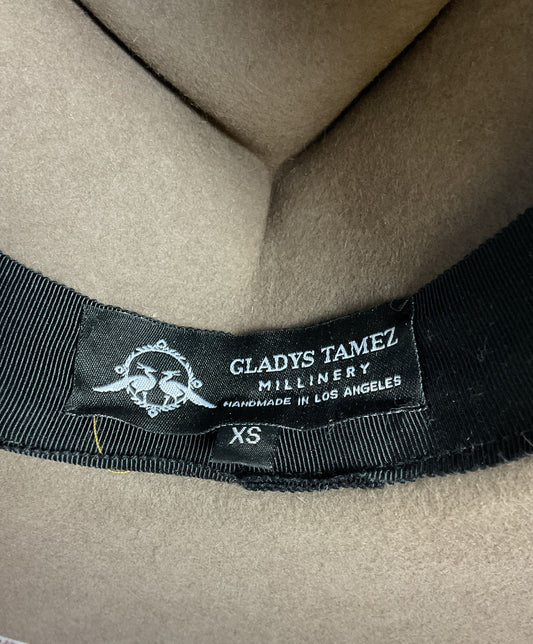 GLADYS TAMEZ
MILLINERY
HANDMADE IN LOS ANGELES
XS